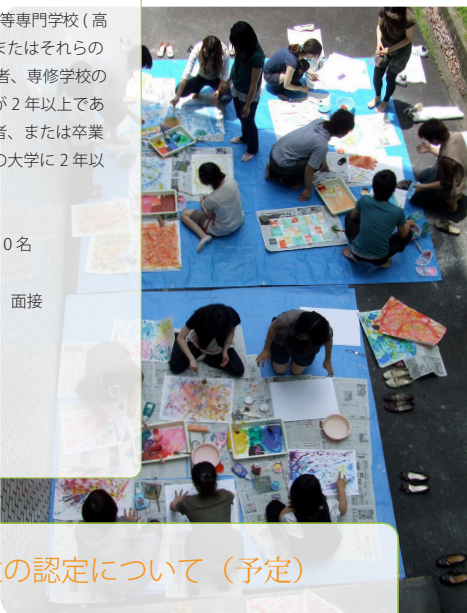 等専門学校 ( 高
またはそれらの
者、専修学校の
が 2 年以上であ
者、または卒業
の大学に 2 年以
0 名
面接
の認定について（予定）